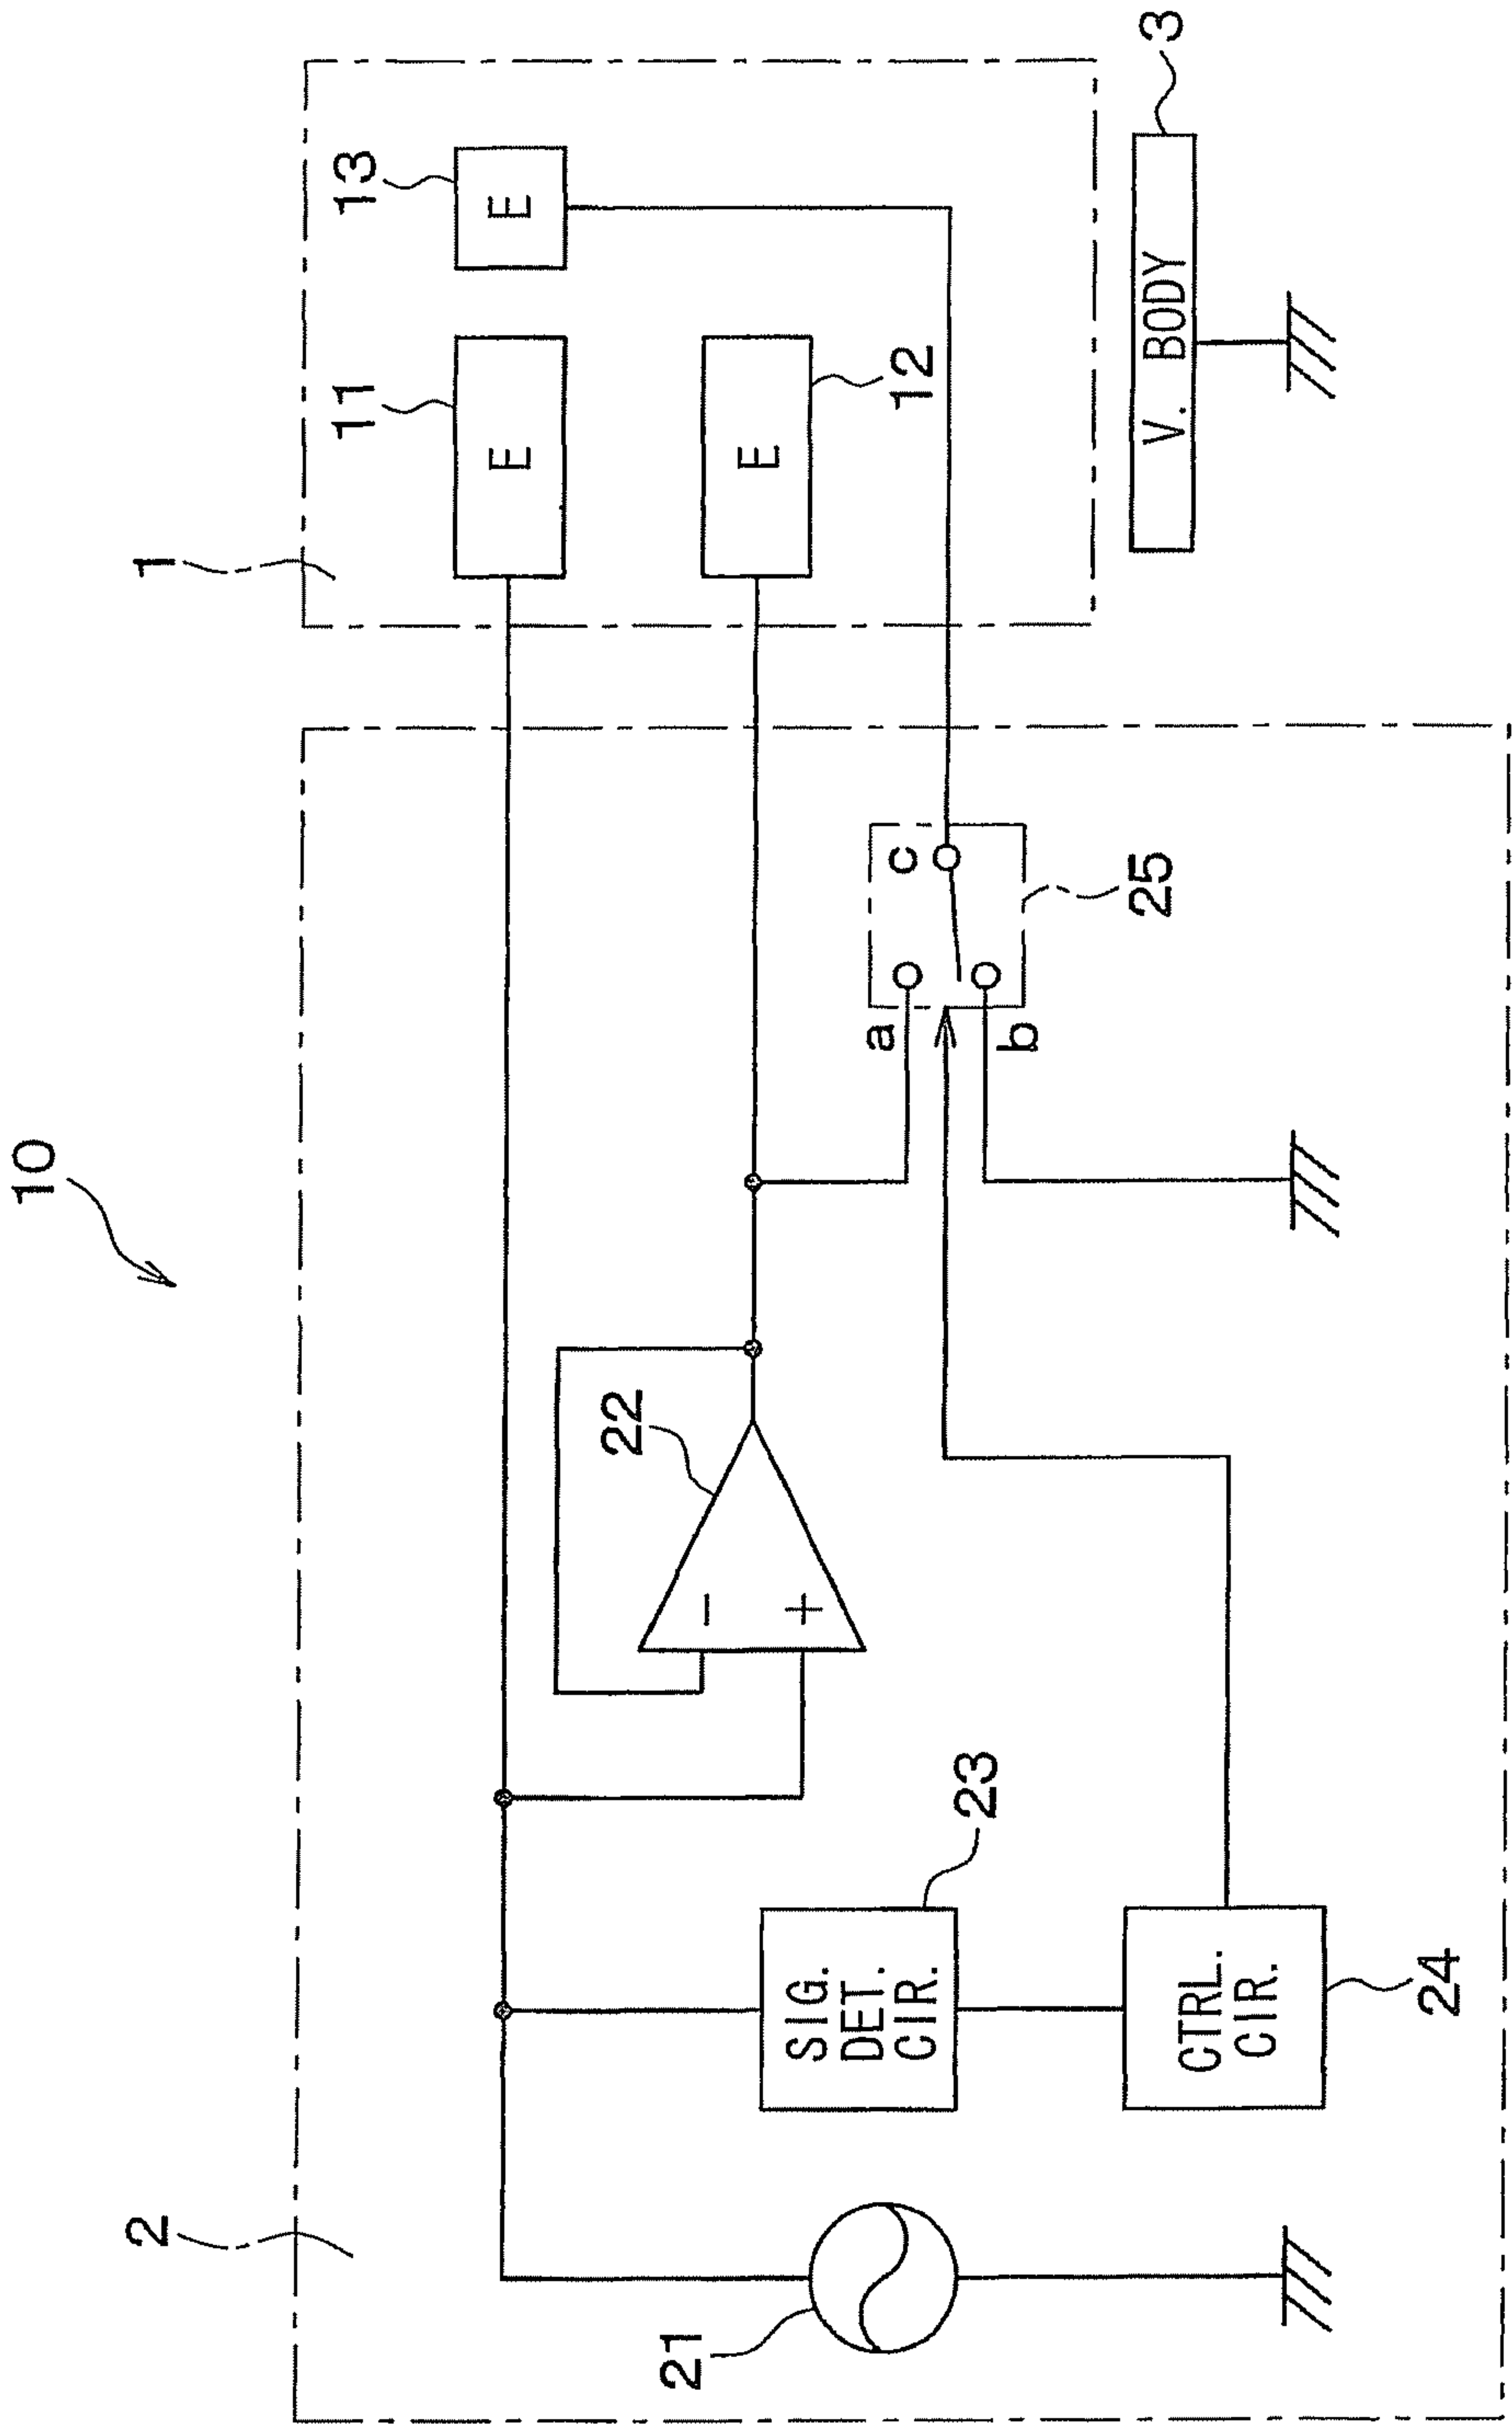 10
2
1
11
13
E
E
22
−
+
E
12
21
SIG.
DET.
CIR.
23
a
b
c
25
CTRL.
CIR.
24
V. BODY
3